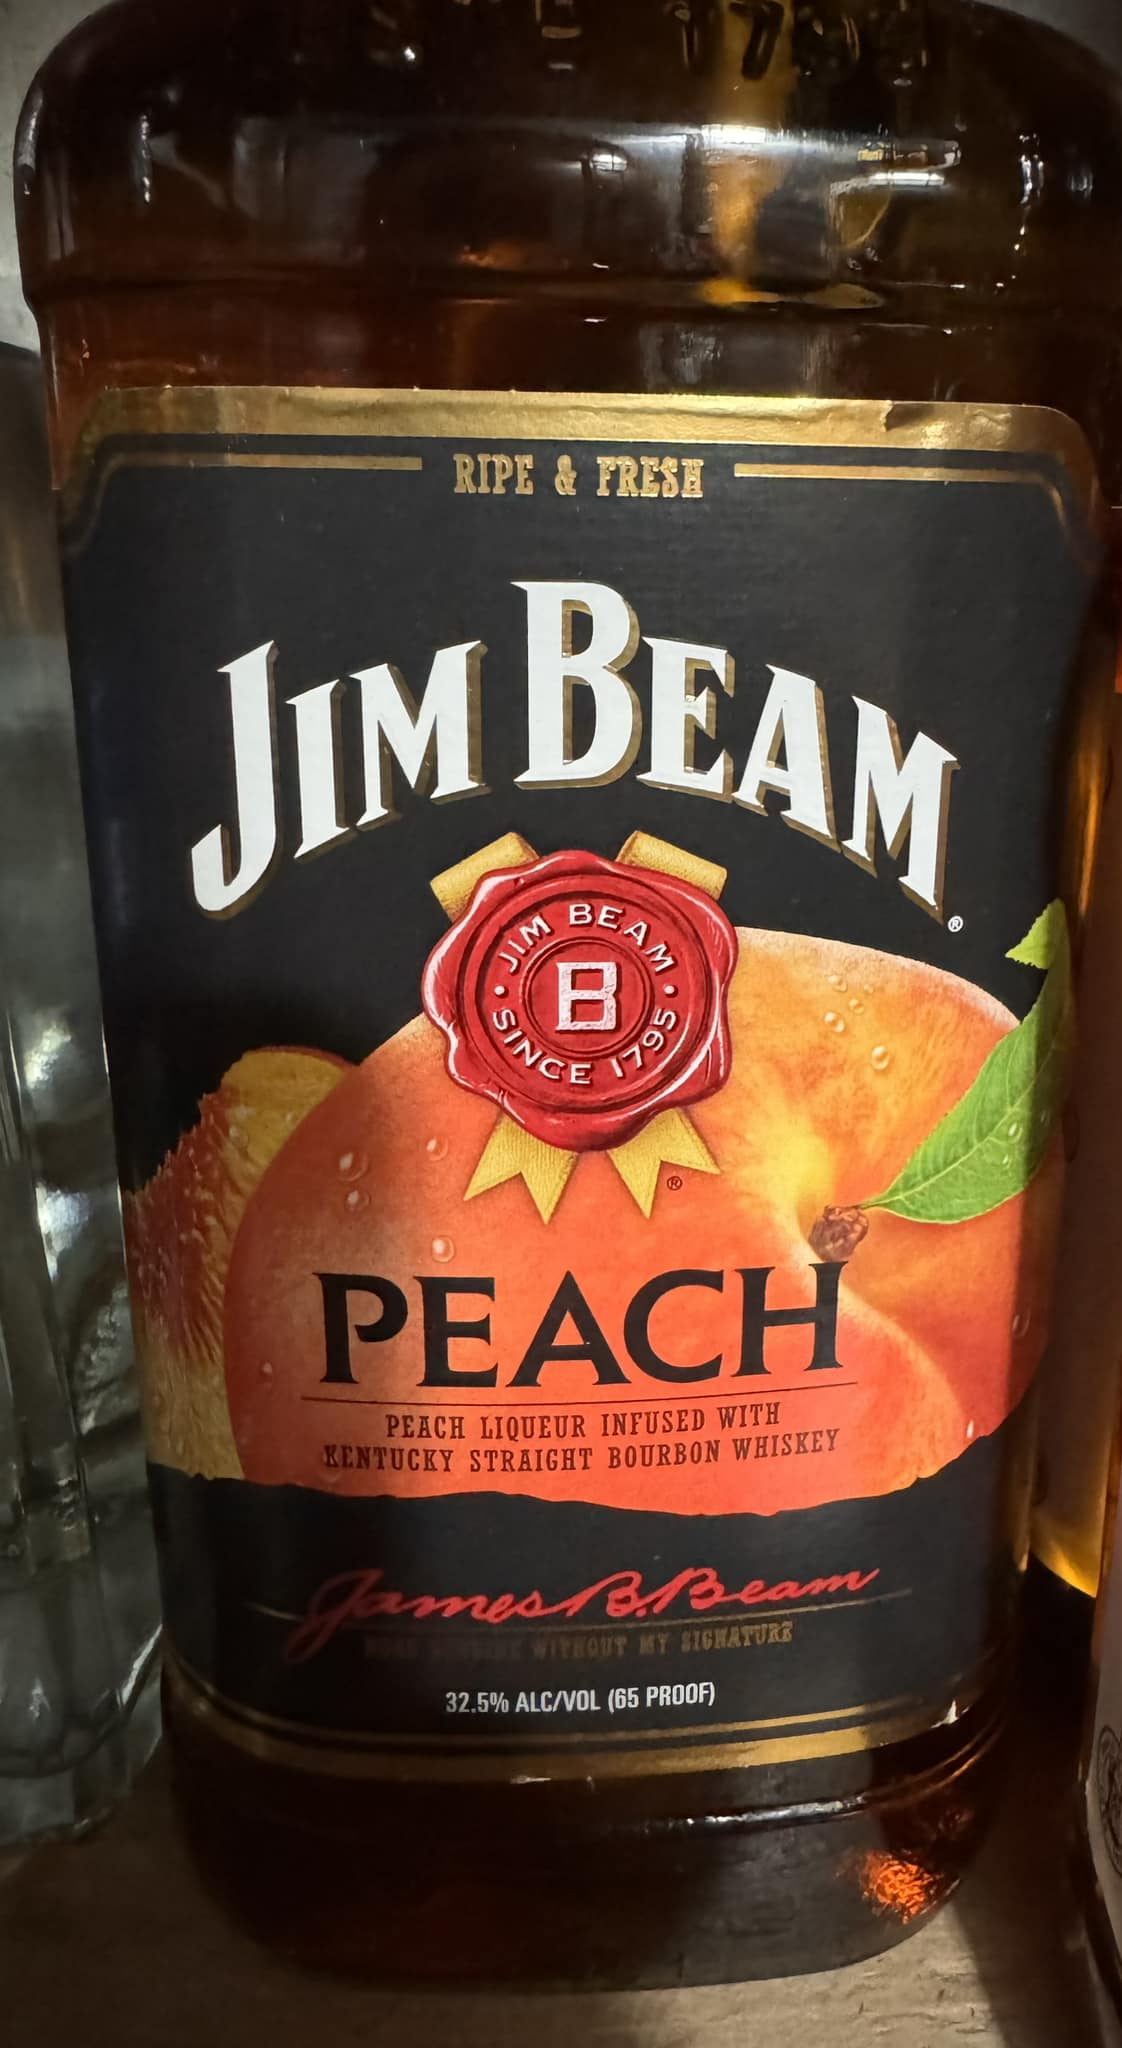 RIPE & FRESH
JIM BEAM®
JIM BEAM
B
SINCE 1795
®
PEACH
PEACH LIQUEUR INFUSED WITH
KENTUCKY STRAIGHT BOURBON WHISKEY
James B. Beam
WITHOUT MY SIGNATURE
32.5% ALC/VOL (65 PROOF)